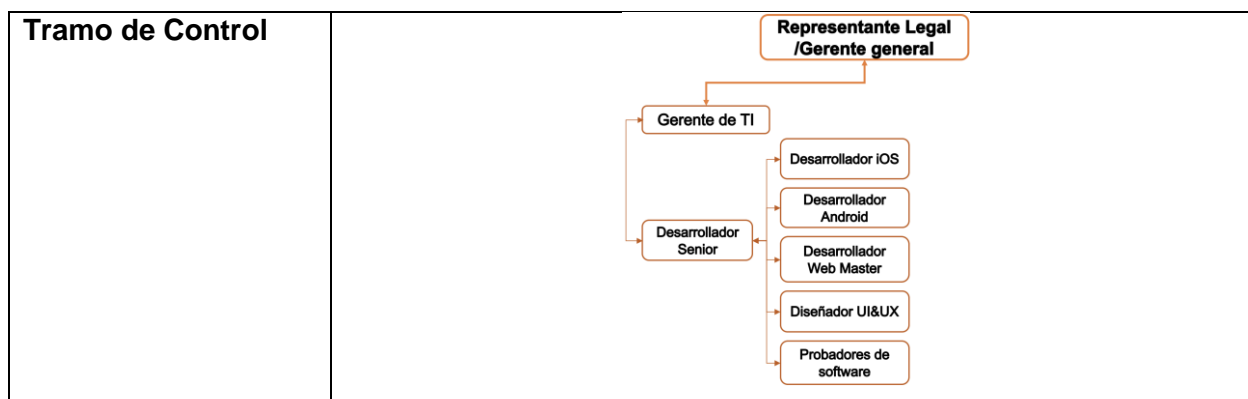 Tramo de Control
Representante Legal
/Gerente general
Gerente de TI
Desarrollador iOS
Desarrollador
Android
Desarrollador
Senior
Desarrollador
Web Master
Diseñador UI&UX
Probadores de
software